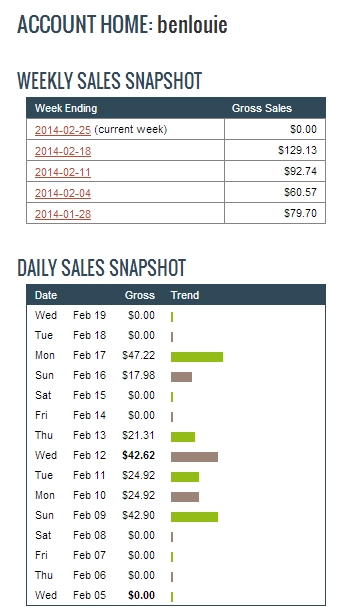 ACCOUNT HOME: benlouie
WEEKLY SALES SNAPSHOT
Week Ending Gross Sales
2014-02-25 (current week) $0.00
2014-02-18 $129.13
2014-02-11 $92.74
2014-02-04 $60.57
2014-01-28 $79.70
DAILY SALES SNAPSHOT
Date Gross Trend
Wed Feb 19 $0.00
Tue Feb 18 $0.00
Mon Feb 17 $47.22
Sun Feb 16 $17.98
Sat Feb 15 $0.00
Fri Feb 14 $0.00
Thu Feb 13 $21.31
Wed Feb 12 $42.62
Tue Feb 11 $24.92
Mon Feb 10 $24.92
Sun Feb 09 $42.90
Sat Feb 08 $0.00
Fri Feb 07 $0.00
Thu Feb 06 $0.00
Wed Feb 05 $0.00